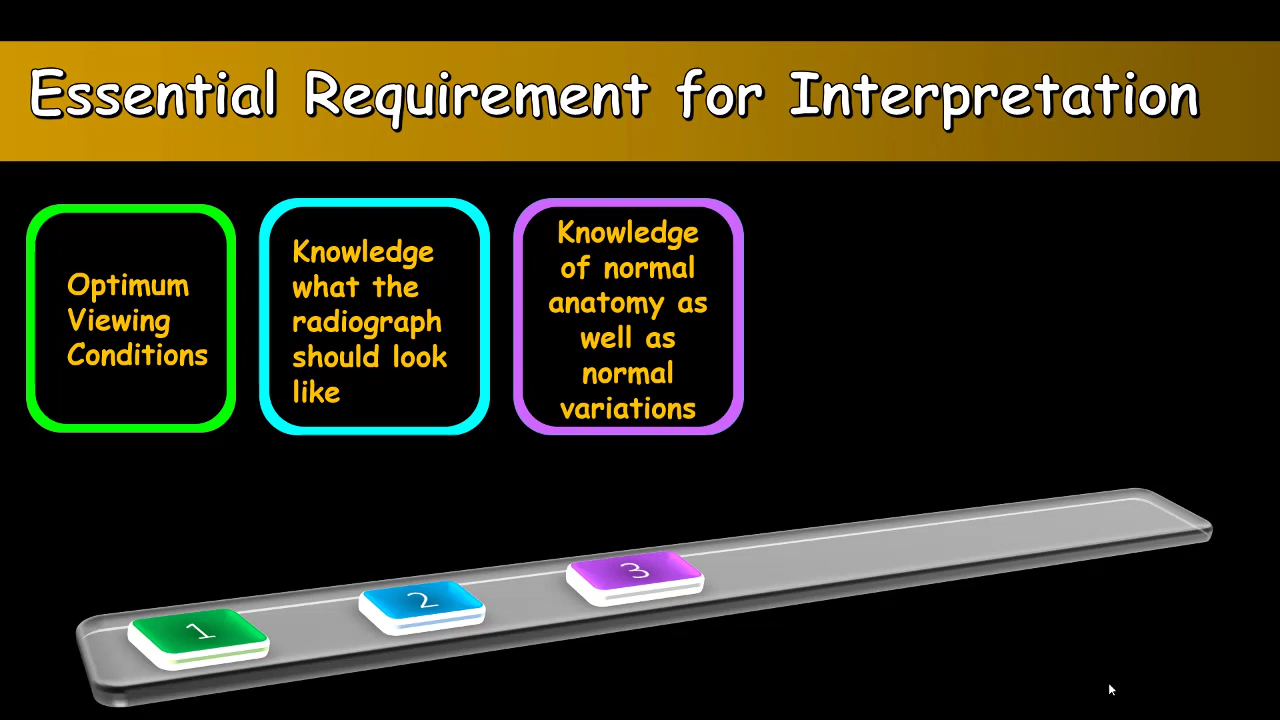 Essential Requirement for Interpretation
Optimum
Viewing
Conditions
Knowledge
what the
radiograph
should look
like
Knowledge
of normal
anatomy as
well as
normal
variations
1
2
3